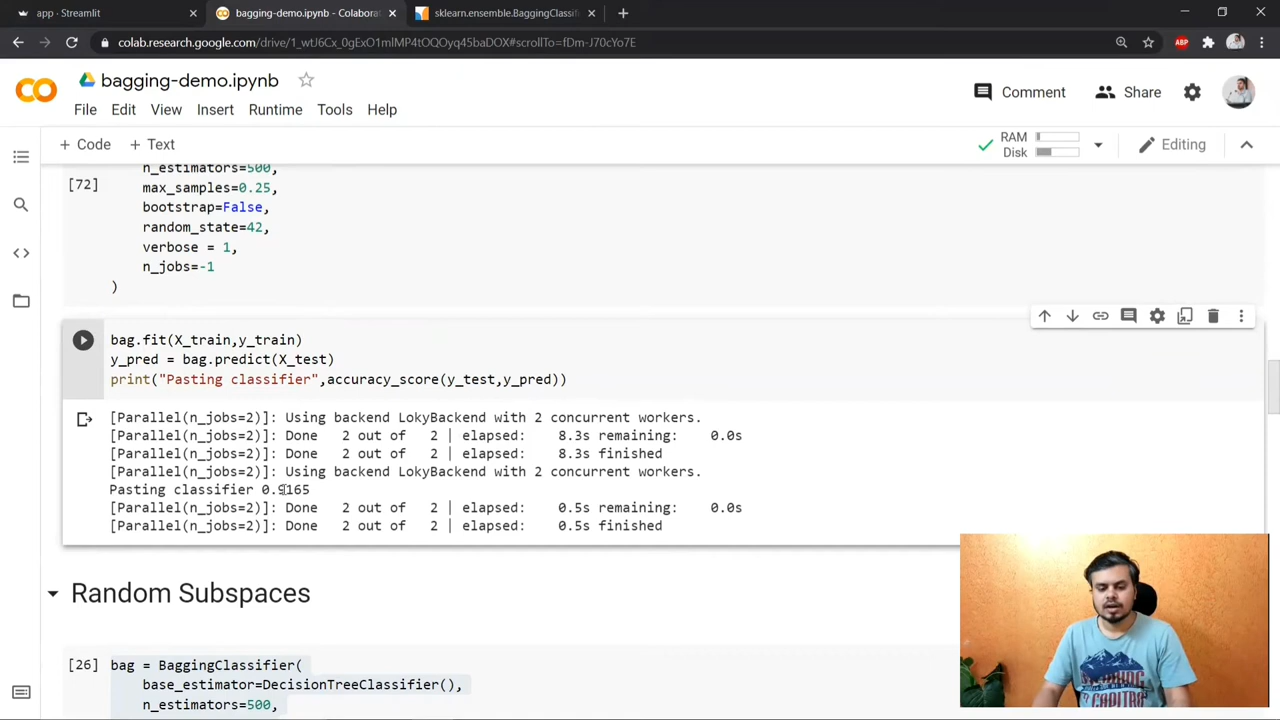 app · Streamlit
bagging-demo.ipynb - Colaborat
sklearn.ensemble.BaggingClassifi
colab.research.google.com/drive/1_wtJ6Cx_0gExO1mlMP4tOQOyq45baDOX#scrollTo=fDm-J70cYo7E
ABP
bagging-demo.ipynb
Comment
Share
File Edit View Insert Runtime Tools Help
+ Code + Text
RAM
Disk
Editing
n_estimators=500,
[72]
max_samples=0.25,
bootstrap=False,
random_state=42,
verbose = 1,
n_jobs=-1
)
bag.fit(X_train,y_train)
y_pred = bag.predict(X_test)
print("Pasting classifier",accuracy_score(y_test,y_pred))
[Parallel(n_jobs=2)]: Using backend LokyBackend with 2 concurrent workers.
[Parallel(n_jobs=2)]: Done 2 out of 2 | elapsed: 8.3s remaining: 0.0s
[Parallel(n_jobs=2)]: Done 2 out of 2 | elapsed: 8.3s finished
[Parallel(n_jobs=2)]: Using backend LokyBackend with 2 concurrent workers.
Pasting classifier 0.9165
[Parallel(n_jobs=2)]: Done 2 out of 2 | elapsed: 0.5s remaining: 0.0s
[Parallel(n_jobs=2)]: Done 2 out of 2 | elapsed: 0.5s finished
Random Subspaces
[26]
bag = BaggingClassifier(
base_estimator=DecisionTreeClassifier(),
n_estimators=500,